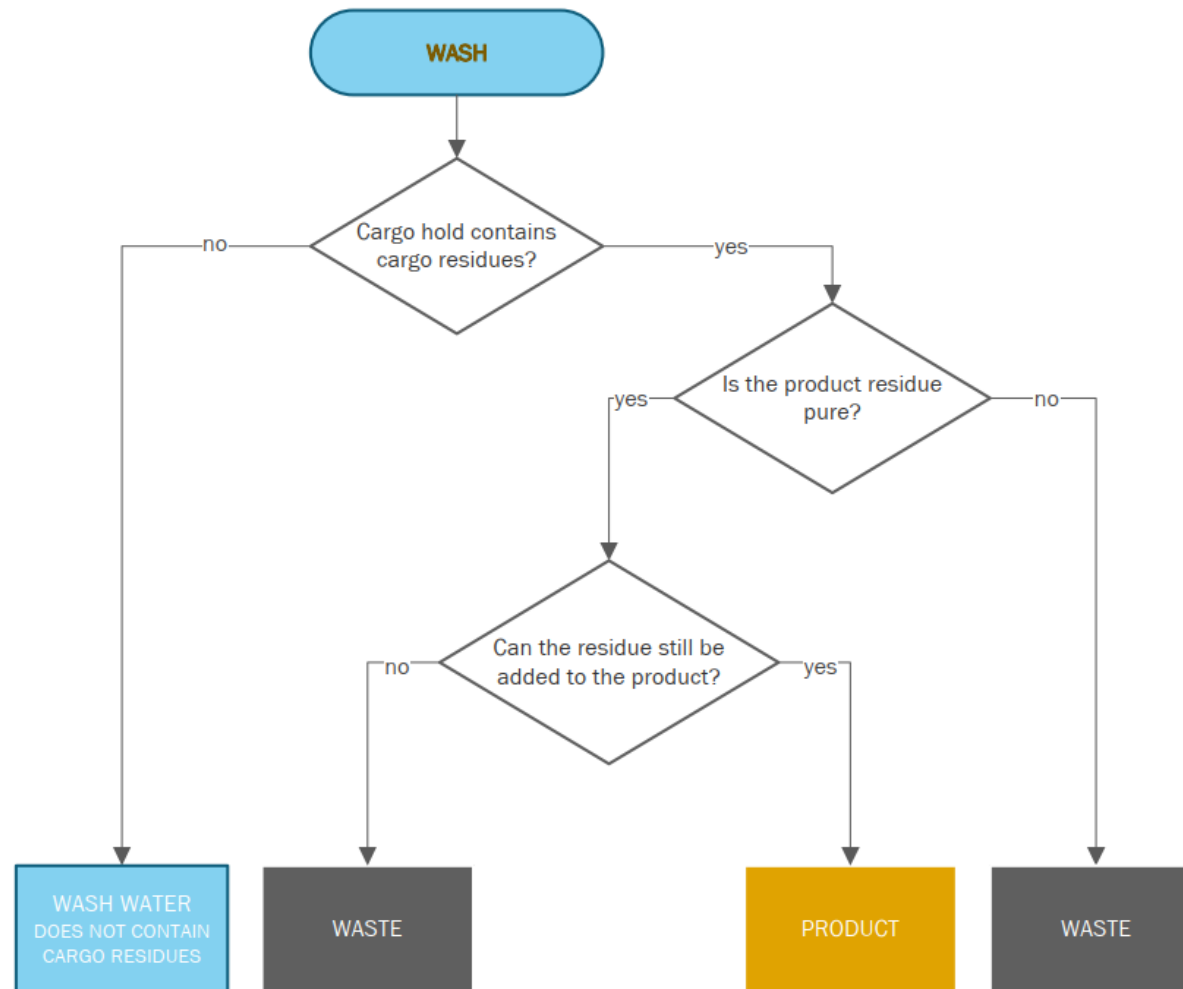 WASH
Cargo hold contains
cargo residues?
no
yes
Is the product residue
pure?
yes
no
Can the residue still be
added to the product?
no
yes
WASH WATER
DOES NOT CONTAIN
CARGO RESIDUES
WASTE
PRODUCT
WASTE